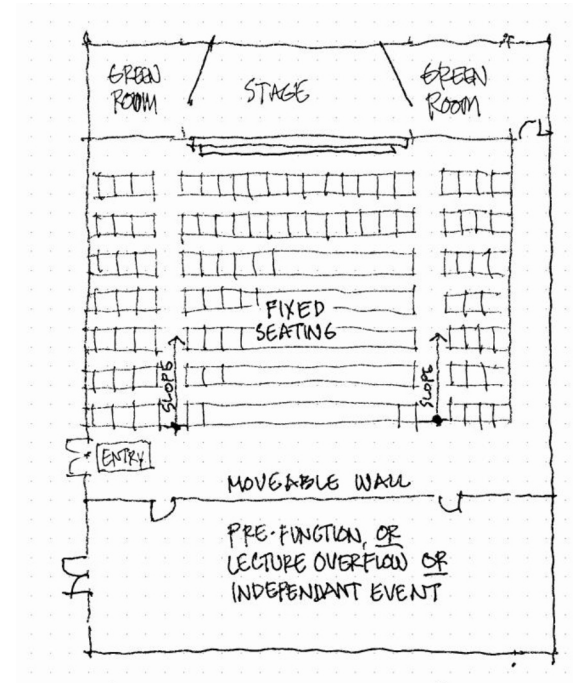 GREEN
ROOM
STAGE
GREEN
ROOM
FIXED
SEATING
SLOPE
SLOPE
ENTRY
MOVEABLE WALL
PRE-FUNCTION, OR
LECTURE OVERFLOW OR
INDEPENDANT EVENT